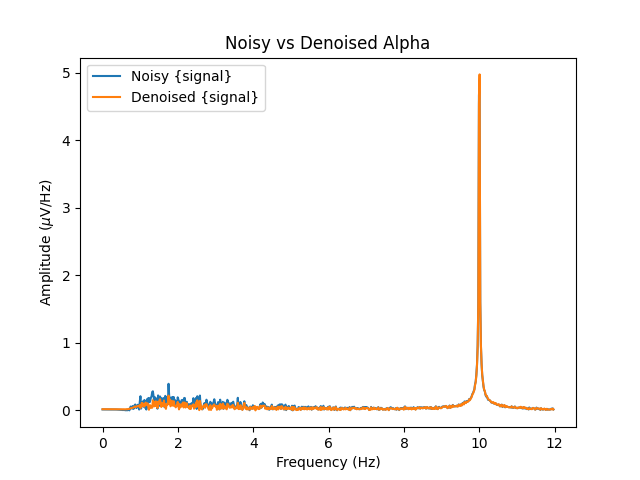 Noisy vs Denoised Alpha
Noisy {signal}
Denoised {signal}
Amplitude (μV/Hz)
5
4
3
2
1
0
0 2 4 6 8 10 12
Frequency (Hz)